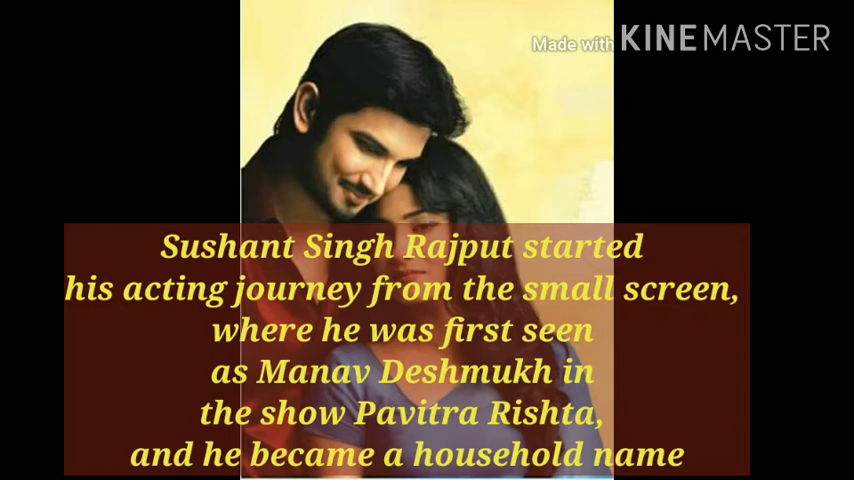 Made with KINEMASTER
Sushant Singh Rajput started
his acting journey from the small screen,
where he was first seen
as Manav Deshmukh in
the show Pavitra Rishta,
and he became a household name